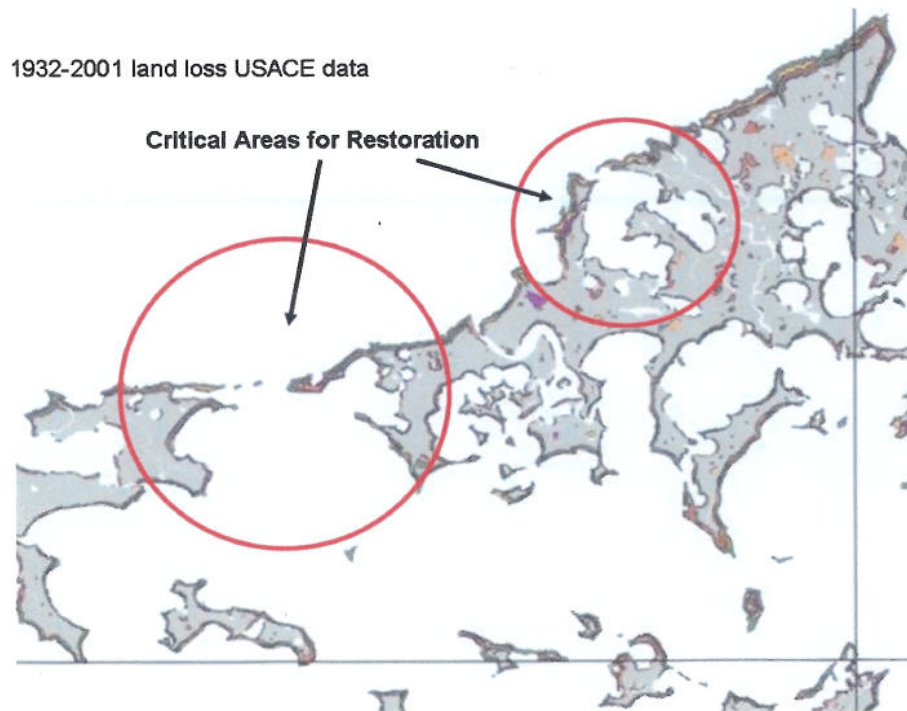 1932-2001 land loss USACE data
Critical Areas for Restoration